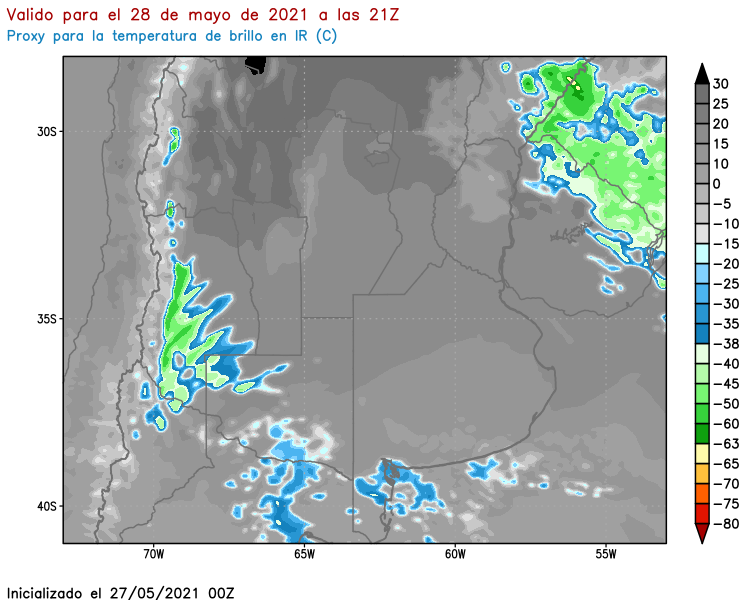 Valido para el 28 de mayo de 2021 a las 21Z
Proxy para la temperatura de brillo en IR (C)
30
25
20
15
10
0
−5
−10
−15
−20
−25
−30
−35
−38
−40
−45
−50
−60
−63
−65
−70
−75
−80
30S
35S
40S
70W
65W
60W
55W
Inicializado el 27/05/2021 00Z